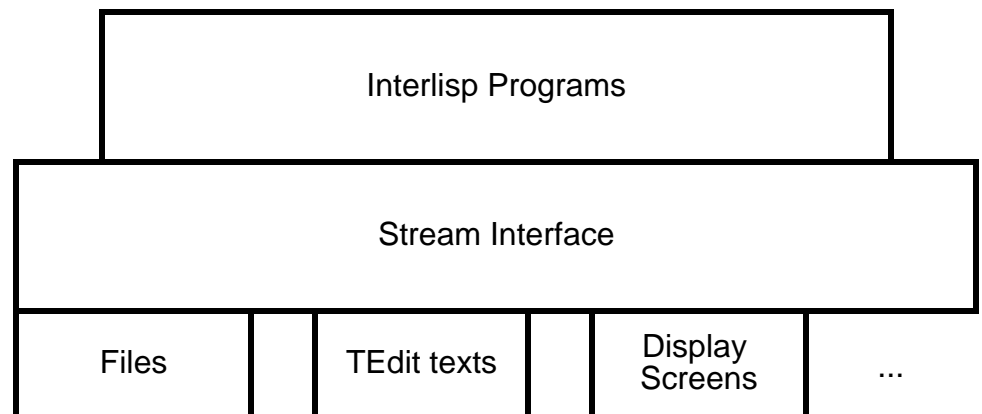 Interlisp Programs
Stream Interface
Files
TEdit texts
Display
Screens
...